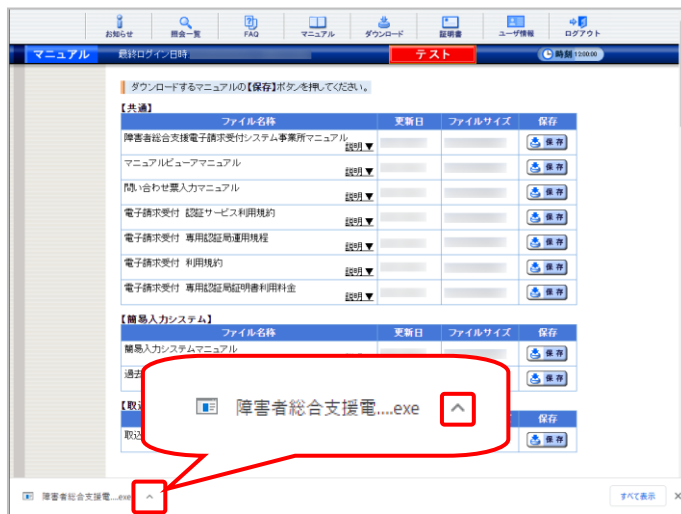 お知らせ 照会一覧 FAQ マニュアル ダウンロード 証明書 ユーザ情報 ログアウト
マニュアル 最終ログイン日時 テスト 時刻 13:00:00
ダウンロードするマニュアルの【保存】ボタンを押してください。
【共通】
ファイル名称 更新日 ファイルサイズ 保存
障害者総合支援電子請求受付システム事業所マニュアル 説明▼ 保存
マニュアルビューアマニュアル 説明▼ 保存
問い合わせ票入力マニュアル 説明▼ 保存
電子請求受付 認証サービス利用規約 説明▼ 保存
電子請求受付 専用認証局運用規程 説明▼ 保存
電子請求受付 利用規約 説明▼ 保存
電子請求受付 専用認証局証明書利用料金 説明▼ 保存
【簡易入力システム】
ファイル名称 更新日 ファイルサイズ 保存
簡易入力システムマニュアル 保存
過去 保存
障害者総合支援電....exe
【取込 保存
取込 保存
障害者総合支援電....exe すべて表示 ×